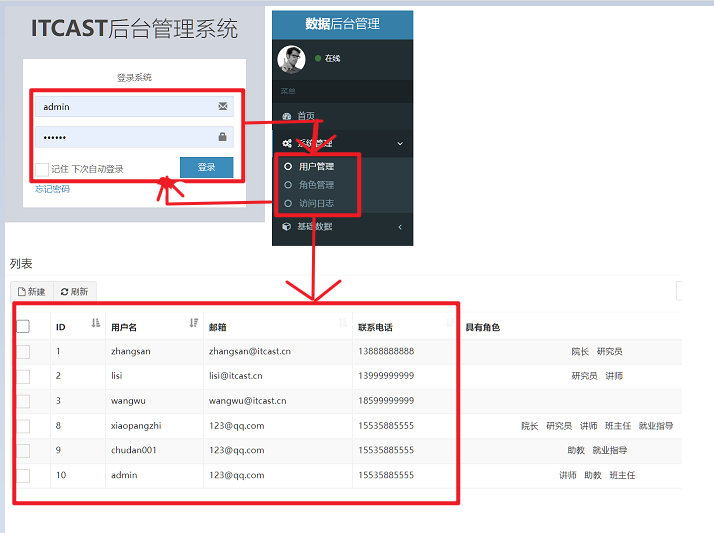 ITCAST后台管理系统
登录系统
admin
••••••
记住 下次自动登录
登录
忘记密码
数据后台管理
在线
菜单
首页
系统管理
用户管理
角色管理
访问日志
基础数据
列表
新建 刷新
ID 用户名 邮箱 联系电话 具有角色
1 zhangsan zhangsan@itcast.cn 13888888888 院长 研究员
2 lisi lisi@itcast.cn 13999999999 研究员 讲师
3 wangwu wangwu@itcast.cn 18599999999
8 xiaopangzhi 123@qq.com 15535885555 院长 研究员 讲师 班主任 就业指导
9 chudan001 123@qq.com 15535885555 助教 就业指导
10 admin 123@qq.com 15535885555 讲师 助教 班主任